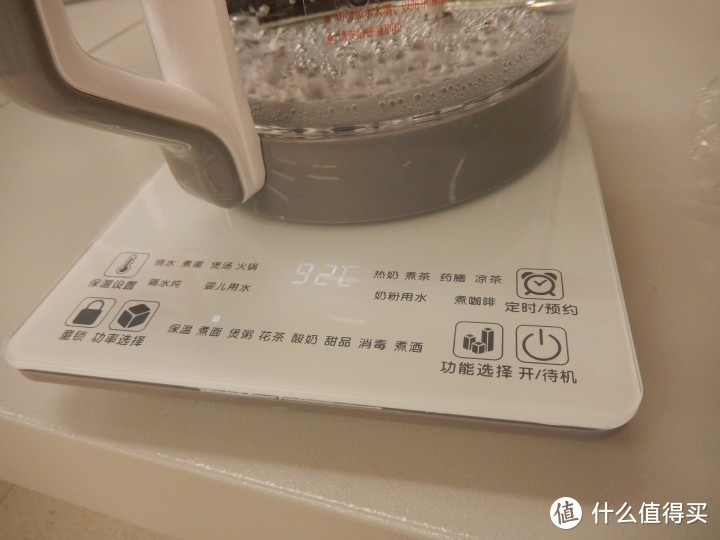 烧水 煮蛋 煲汤 火锅
隔水炖 婴儿用水
保温设置
92℃
热奶 煮茶 药膳 凉茶
奶粉用水 煮咖啡
定时/预约
童锁 功率选择
保温 煮面 煲粥 花茶 酸奶 甜品 消毒 煮酒
功能选择 开/待机
值 什么值得买